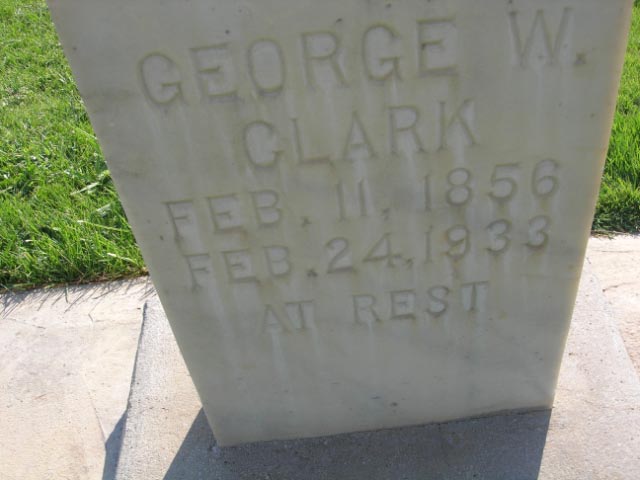 GEORGE W.
CLARK
FEB. 11, 1856
FEB. 24, 1933
AT REST